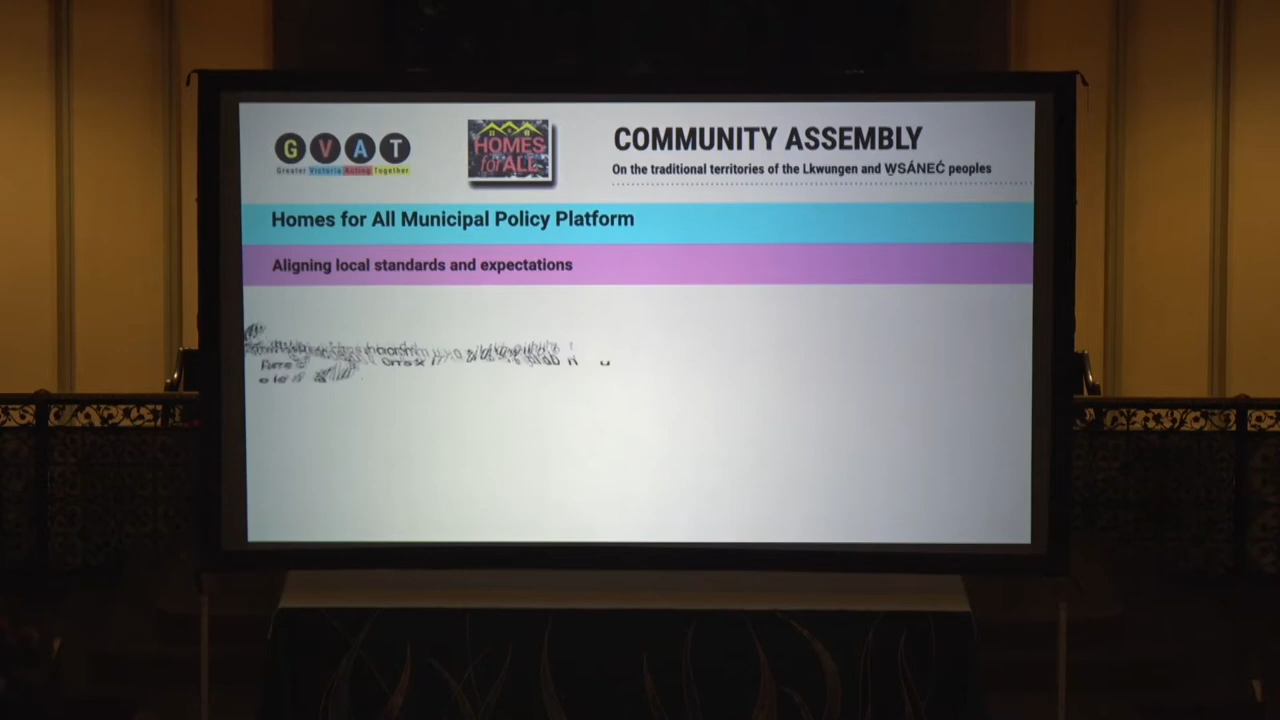 GVAT
Greater Victoria Acting Together
HOMES
for ALL
COMMUNITY ASSEMBLY
On the traditional territories of the Lkwungen and W̱SÁNEĆ peoples
Homes for All Municipal Policy Platform
Aligning local standards and expectations